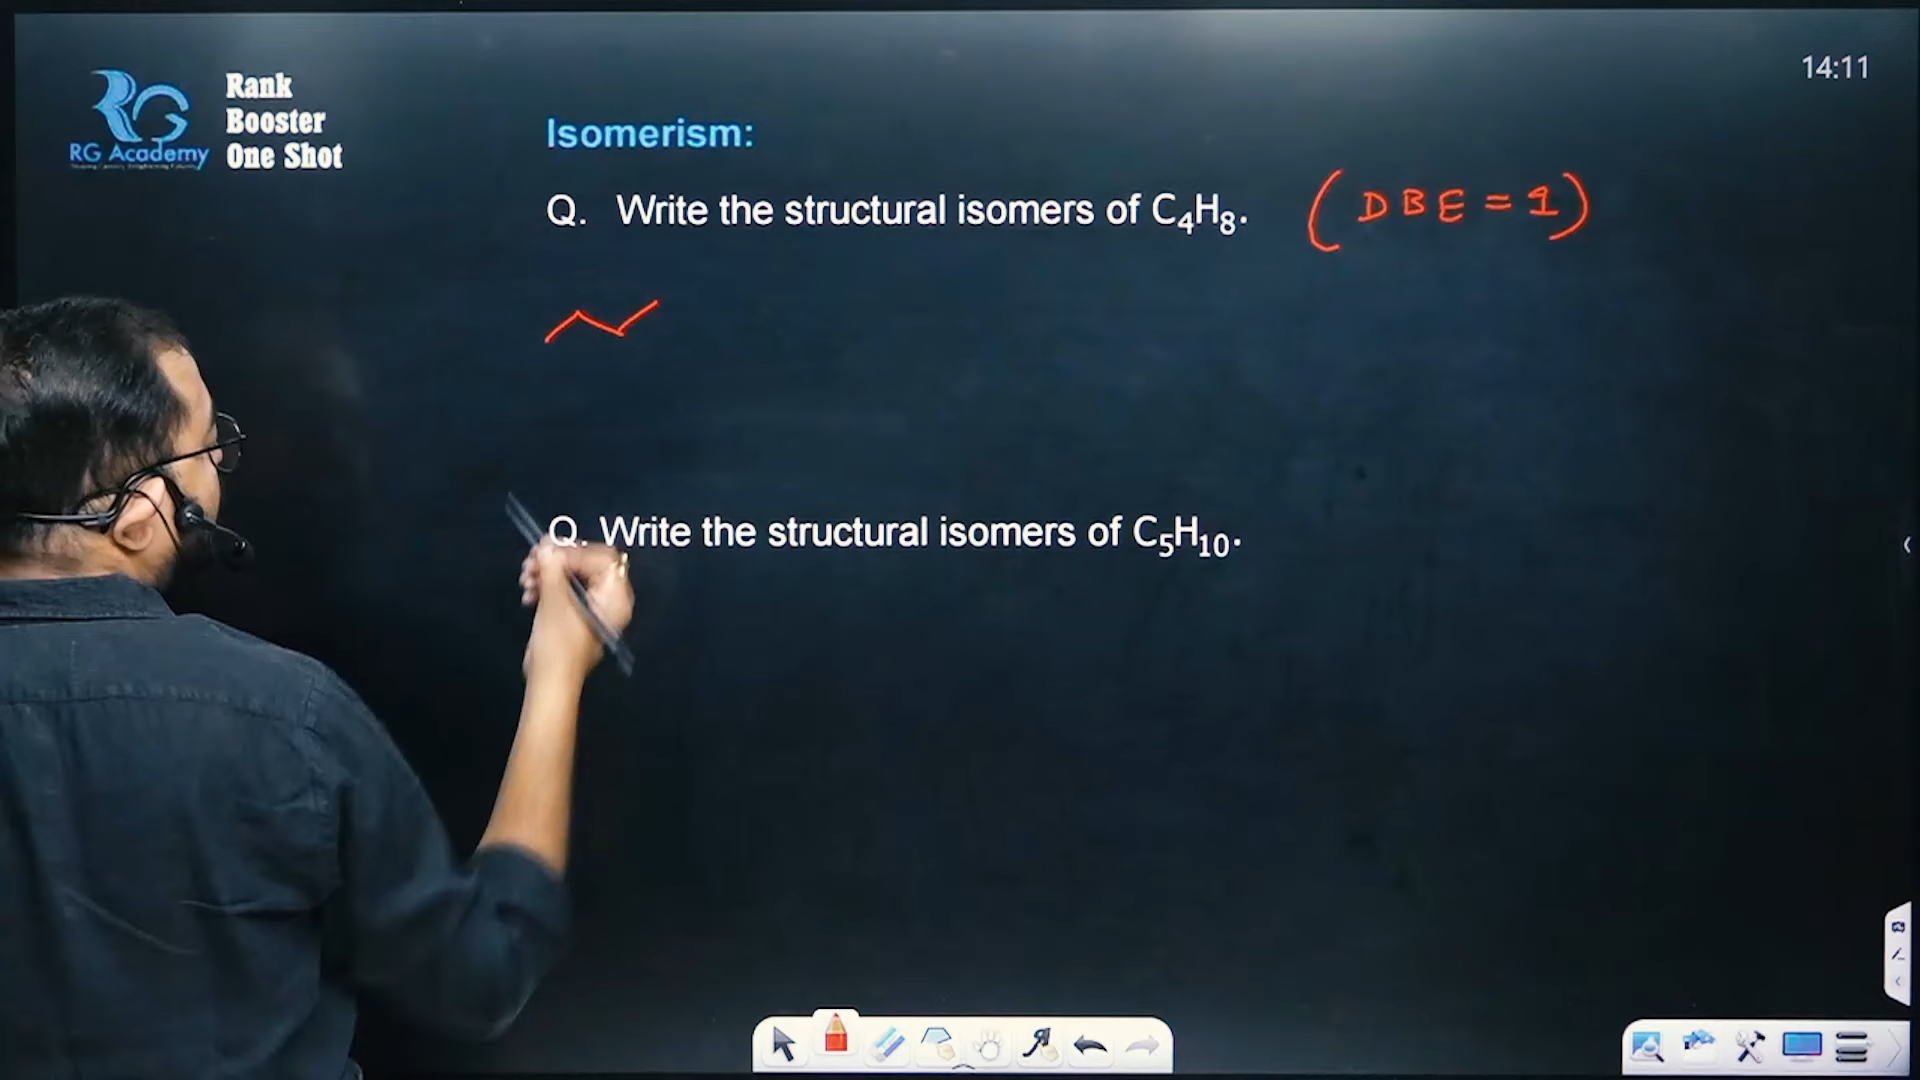 RG Academy
Rank
Booster
One Shot
14:11
Isomerism:
Q. Write the structural isomers of C₄H₈. (DBE = 1)
Q. Write the structural isomers of C₅H₁₀.